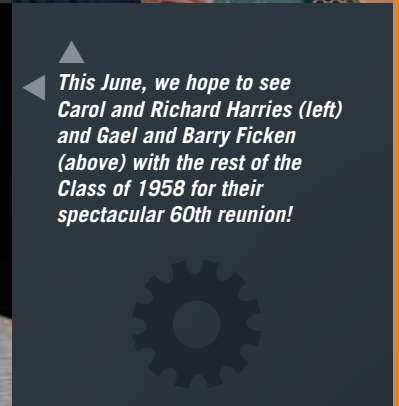 This June, we hope to see
Carol and Richard Harries (left)
and Gael and Barry Ficken
(above) with the rest of the
Class of 1958 for their
spectacular 60th reunion!